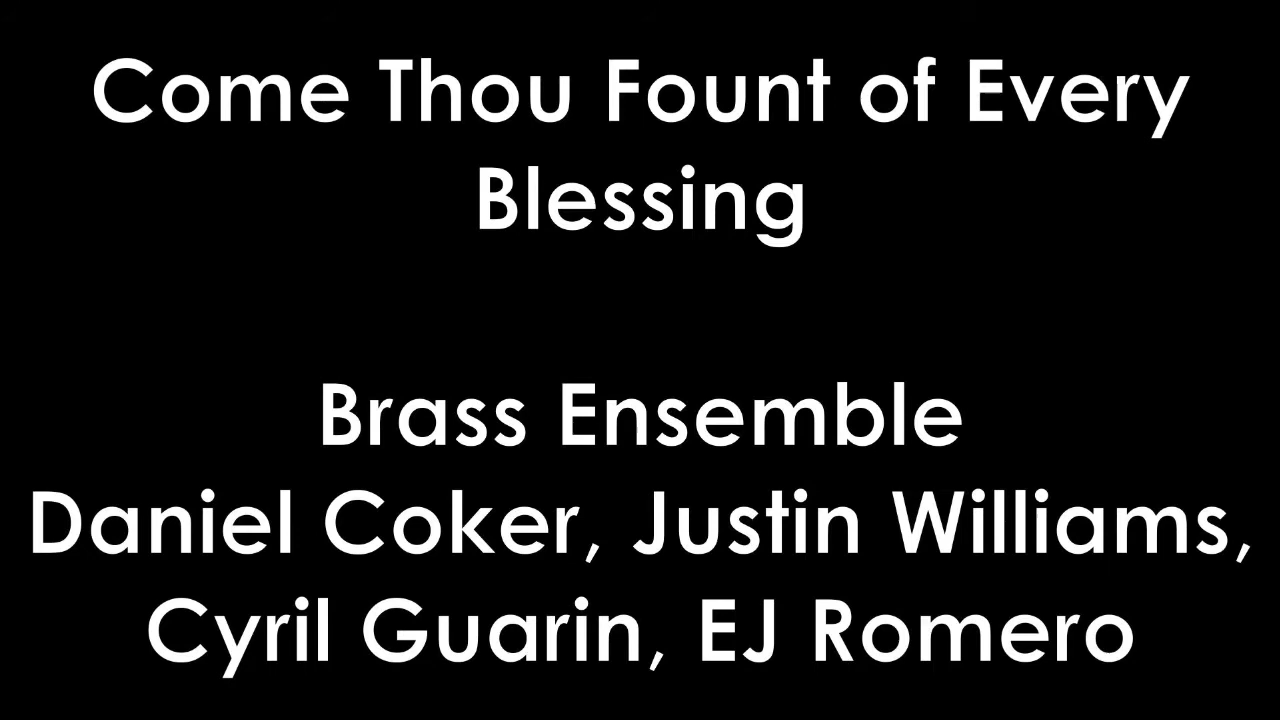 Come Thou Fount of Every
Blessing
Brass Ensemble
Daniel Coker, Justin Williams,
Cyril Guarin, EJ Romero